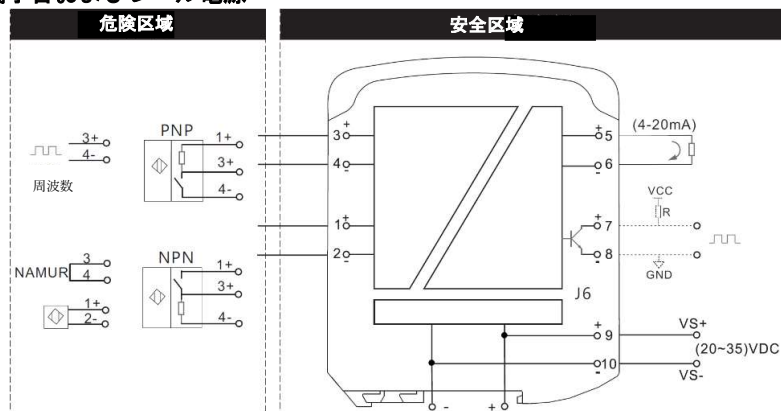 危険区域
安全区域
周波数
3+
4-
PNP
1+
3+
4-
NAMUR
3
4
1+
2-
NPN
1+
3+
4-
3
+
4
-
1
+
2
-
+
5
-
6
(4-20mA)
VCC
R
+
7
-
8
GND
J6
+
9
-
10
VS+
(20~35)VDC
VS-
-
+